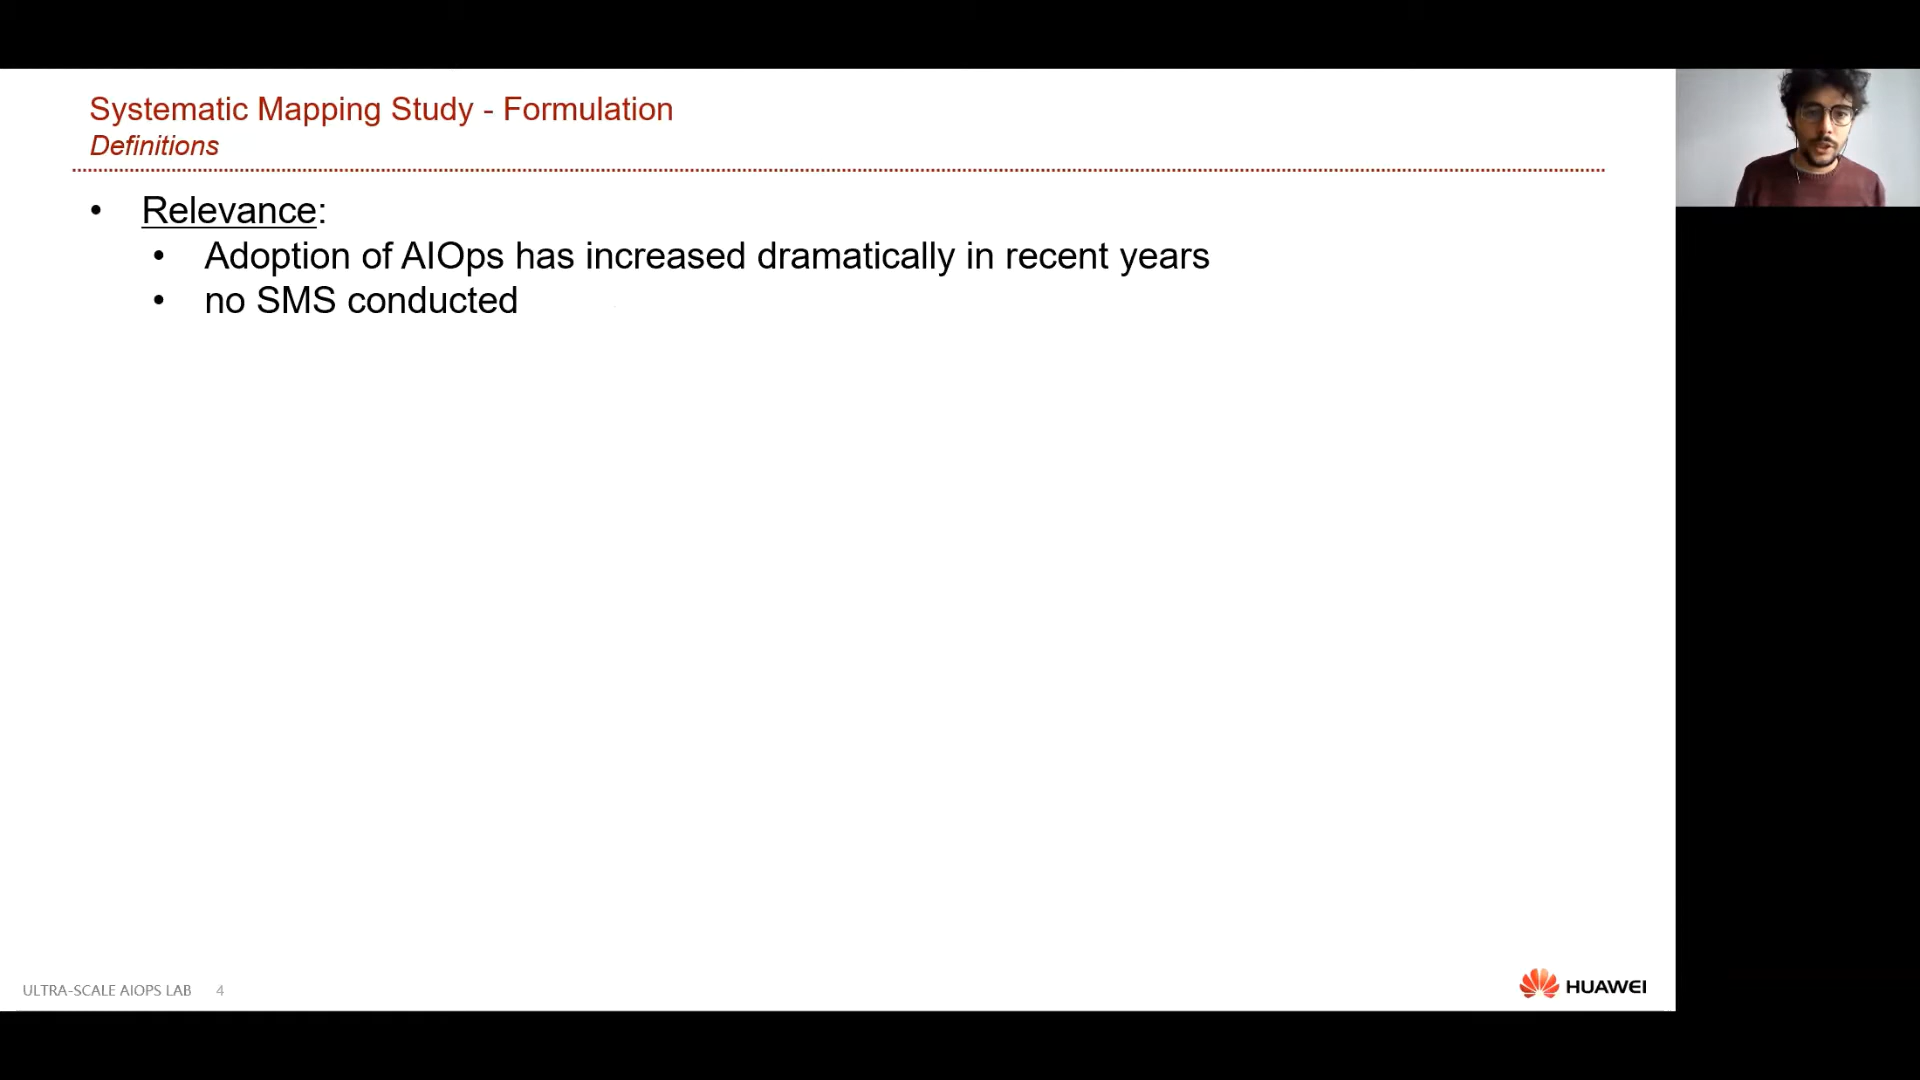 Systematic Mapping Study - Formulation
Definitions
• Relevance:
• Adoption of AIOps has increased dramatically in recent years
• no SMS conducted
ULTRA-SCALE AIOPS LAB 4
HUAWEI